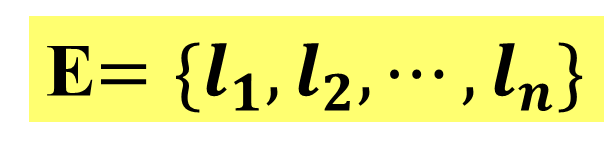 E= {l₁, l₂, ⋯ , lₙ}